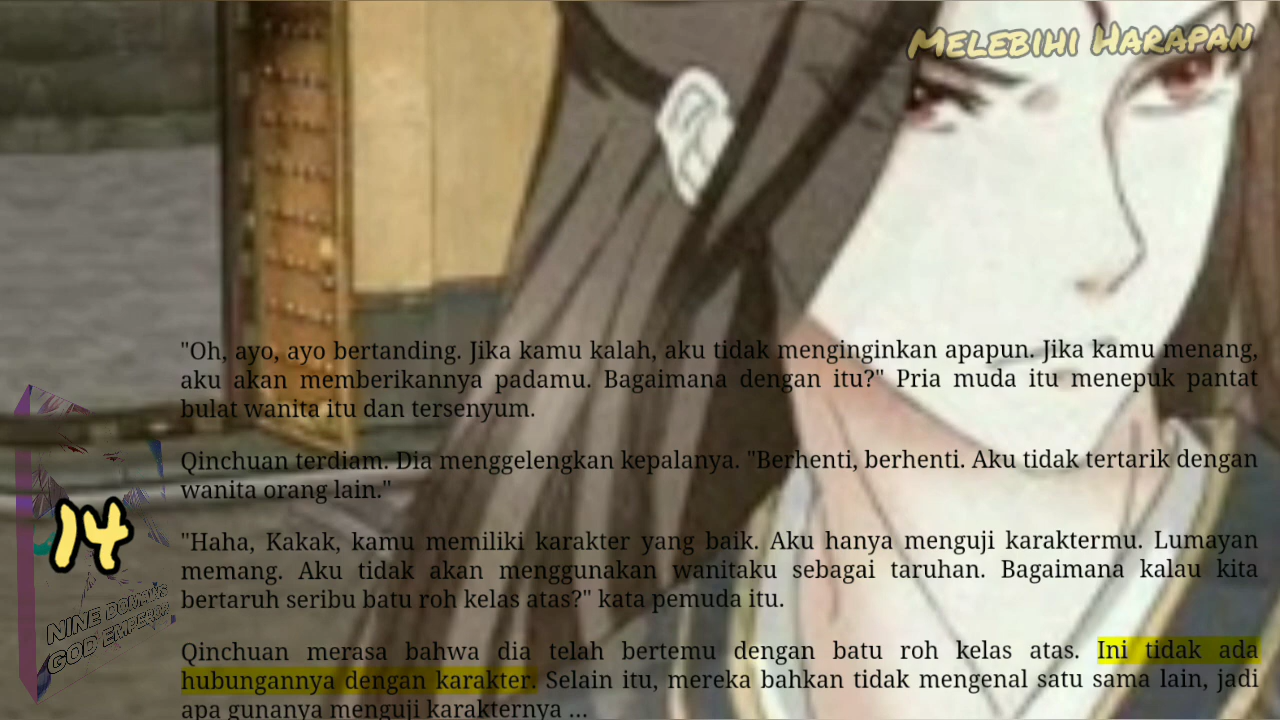 Melebihi Harapan
"Oh, ayo, ayo bertanding. Jika kamu kalah, aku tidak menginginkan apapun. Jika kamu menang,
aku akan memberikannya padamu. Bagaimana dengan itu?" Pria muda itu menepuk pantat
bulat wanita itu dan tersenyum.
Qinchuan terdiam. Dia menggelengkan kepalanya. "Berhenti, berhenti. Aku tidak tertarik dengan
wanita orang lain."
"Haha, Kakak, kamu memiliki karakter yang baik. Aku hanya menguji karaktermu. Lumayan
memang. Aku tidak akan menggunakan wanitaku sebagai taruhan. Bagaimana kalau kita
bertaruh seribu batu roh kelas atas?" kata pemuda itu.
14
NINE DOMAINS
GOD EMPEROR
Qinchuan merasa bahwa dia telah bertemu dengan batu roh kelas atas. Ini tidak ada
hubungannya dengan karakter. Selain itu, mereka bahkan tidak mengenal satu sama lain, jadi
apa gunanya menguji karakternya ...